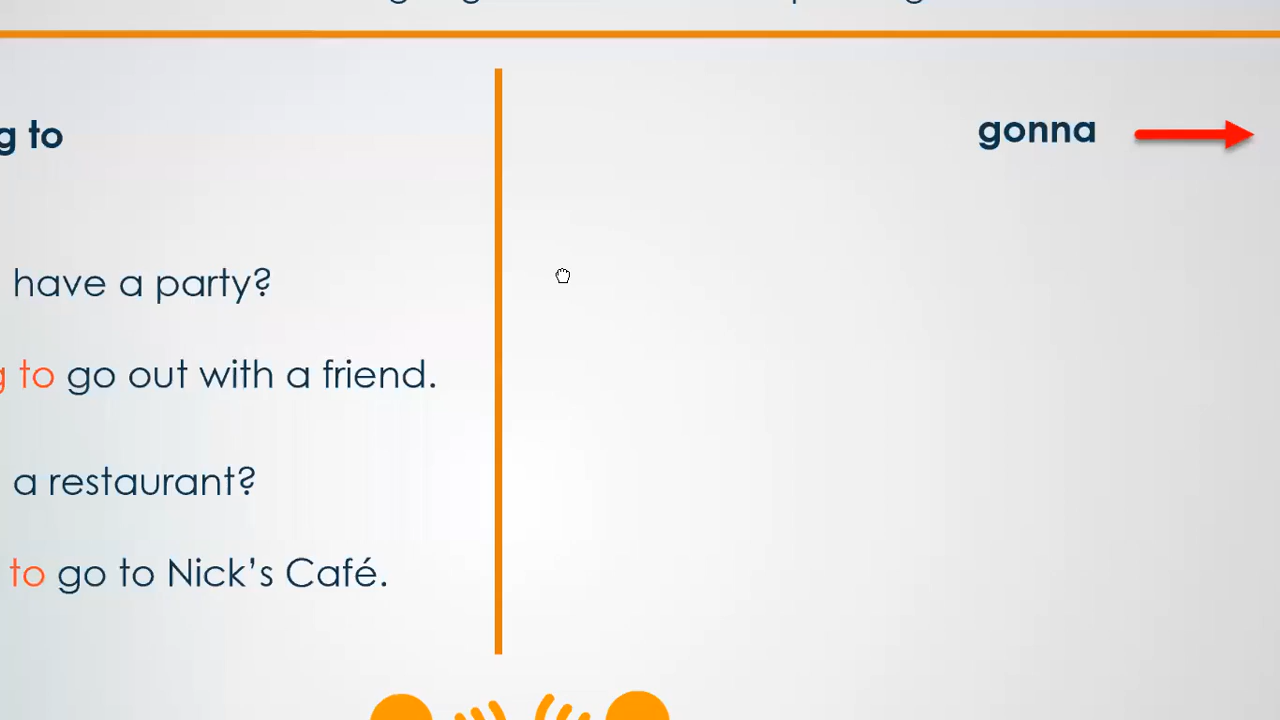 g to
gonna
have a party?
g to go out with a friend.
a restaurant?
to go to Nick's Café.